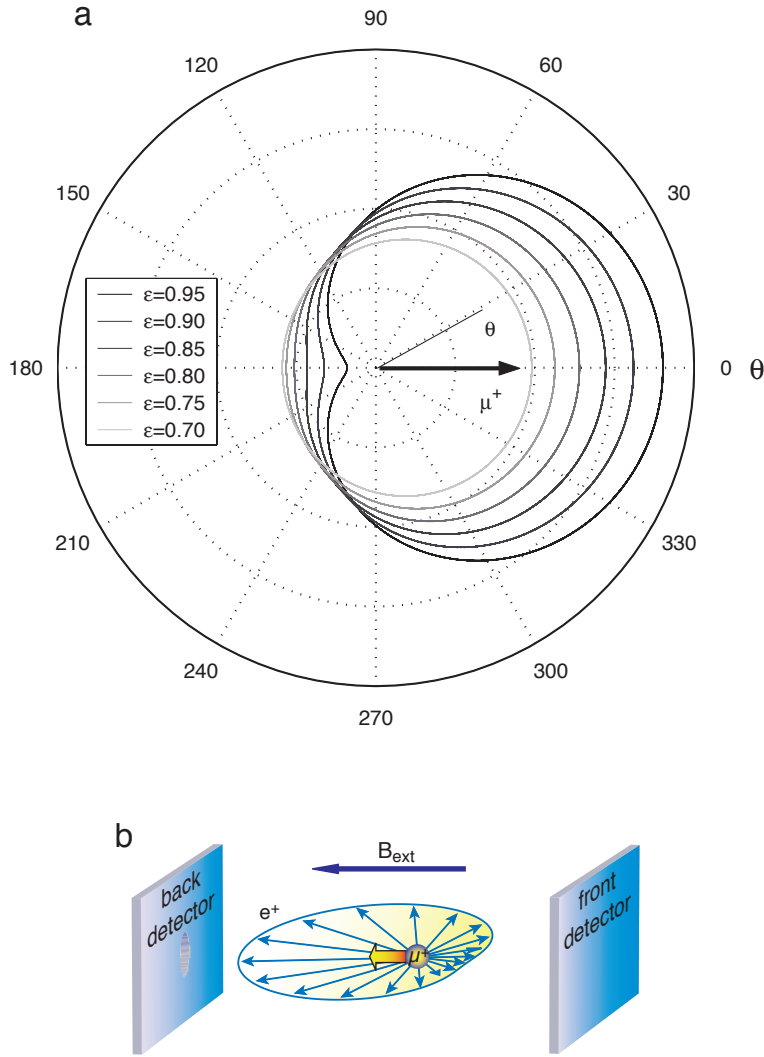 a
90
120
60
150
30
ε=0.95
ε=0.90
ε=0.85
ε=0.80
ε=0.75
ε=0.70
θ
μ+
180
0 θ
210
330
240
300
270
b
Bext
back
detector
front
detector
e+
μ+